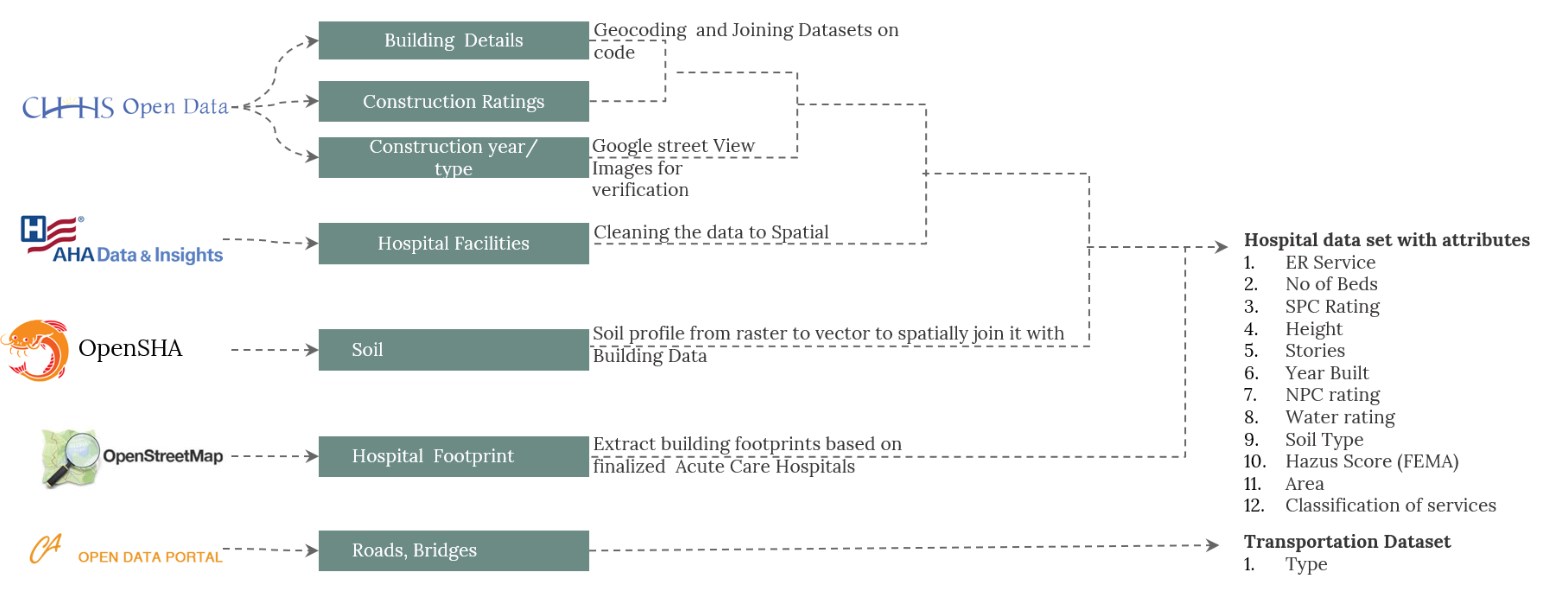 Building  Details
Geocoding  and Joining Datasets on
code
CHHS Open Data
Construction Ratings
Construction year/
type
Google street View
Images for
verification
H ®
AHA Data & Insights
Hospital Facilities
Cleaning the data to Spatial
OpenSHA
Soil
Soil profile from raster to vector to spatially join it with
Building Data
OpenStreetMap
Hospital  Footprint
Extract building footprints based on
finalized  Acute Care Hospitals
CA OPEN DATA PORTAL
Roads, Bridges
Hospital data set with attributes
1. ER Service
2. No of Beds
3. SPC Rating
4. Height
5. Stories
6. Year Built
7. NPC rating
8. Water rating
9. Soil Type
10. Hazus Score (FEMA)
11. Area
12. Classification of services
Transportation Dataset
1. Type